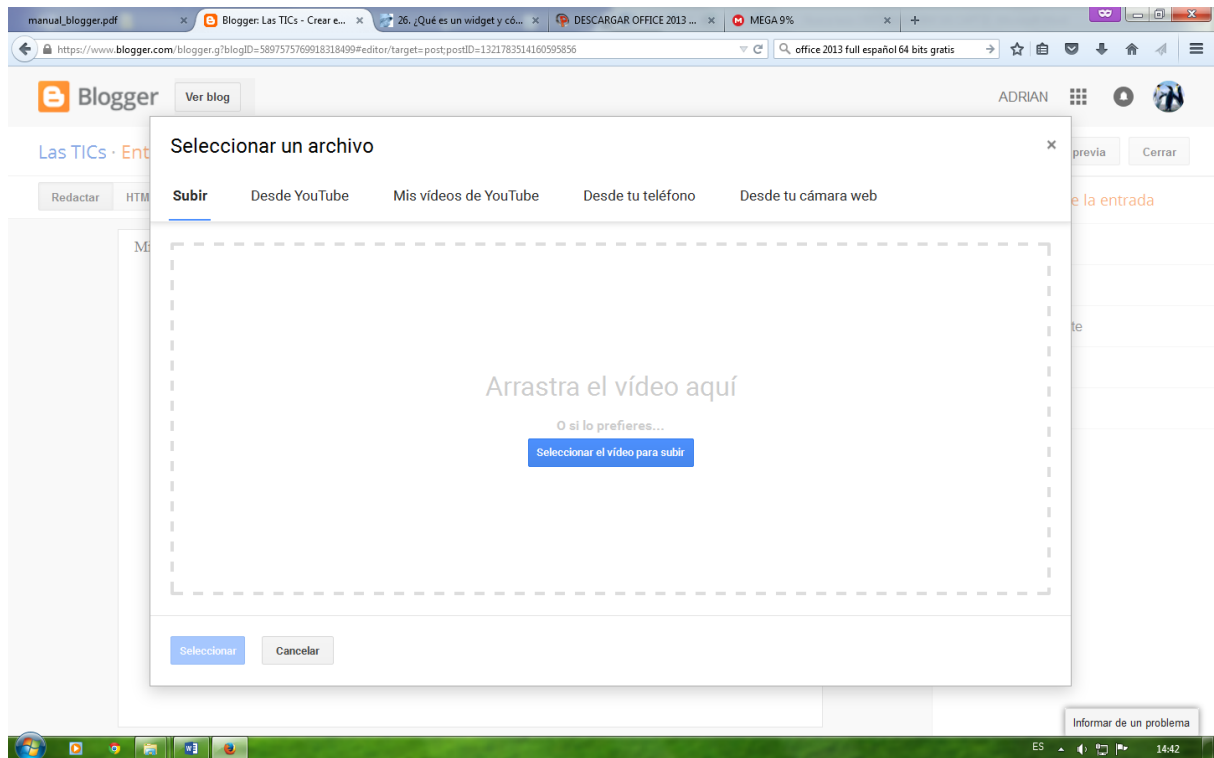 manual_blogger.pdf × Blogger: Las TICs - Crear e... × 26. ¿Qué es un widget y có... × DESCARGAR OFFICE 2013 ... × MEGA 9% × +
https://www.blogger.com/blogger.g?blogID=5897575769918318499#editor/target=post;postID=1321783514160595856 office 2013 full español 64 bits gratis
Blogger Ver blog ADRIAN
Las TICs · Ent previa Cerrar
Seleccionar un archivo ×
Redactar HTM e la entrada
Subir Desde YouTube Mis vídeos de YouTube Desde tu teléfono Desde tu cámara web
Mi
te
Arrastra el vídeo aquí
O si lo prefieres...
Seleccionar el vídeo para subir
Seleccionar Cancelar
Informar de un problema
ES 14:42